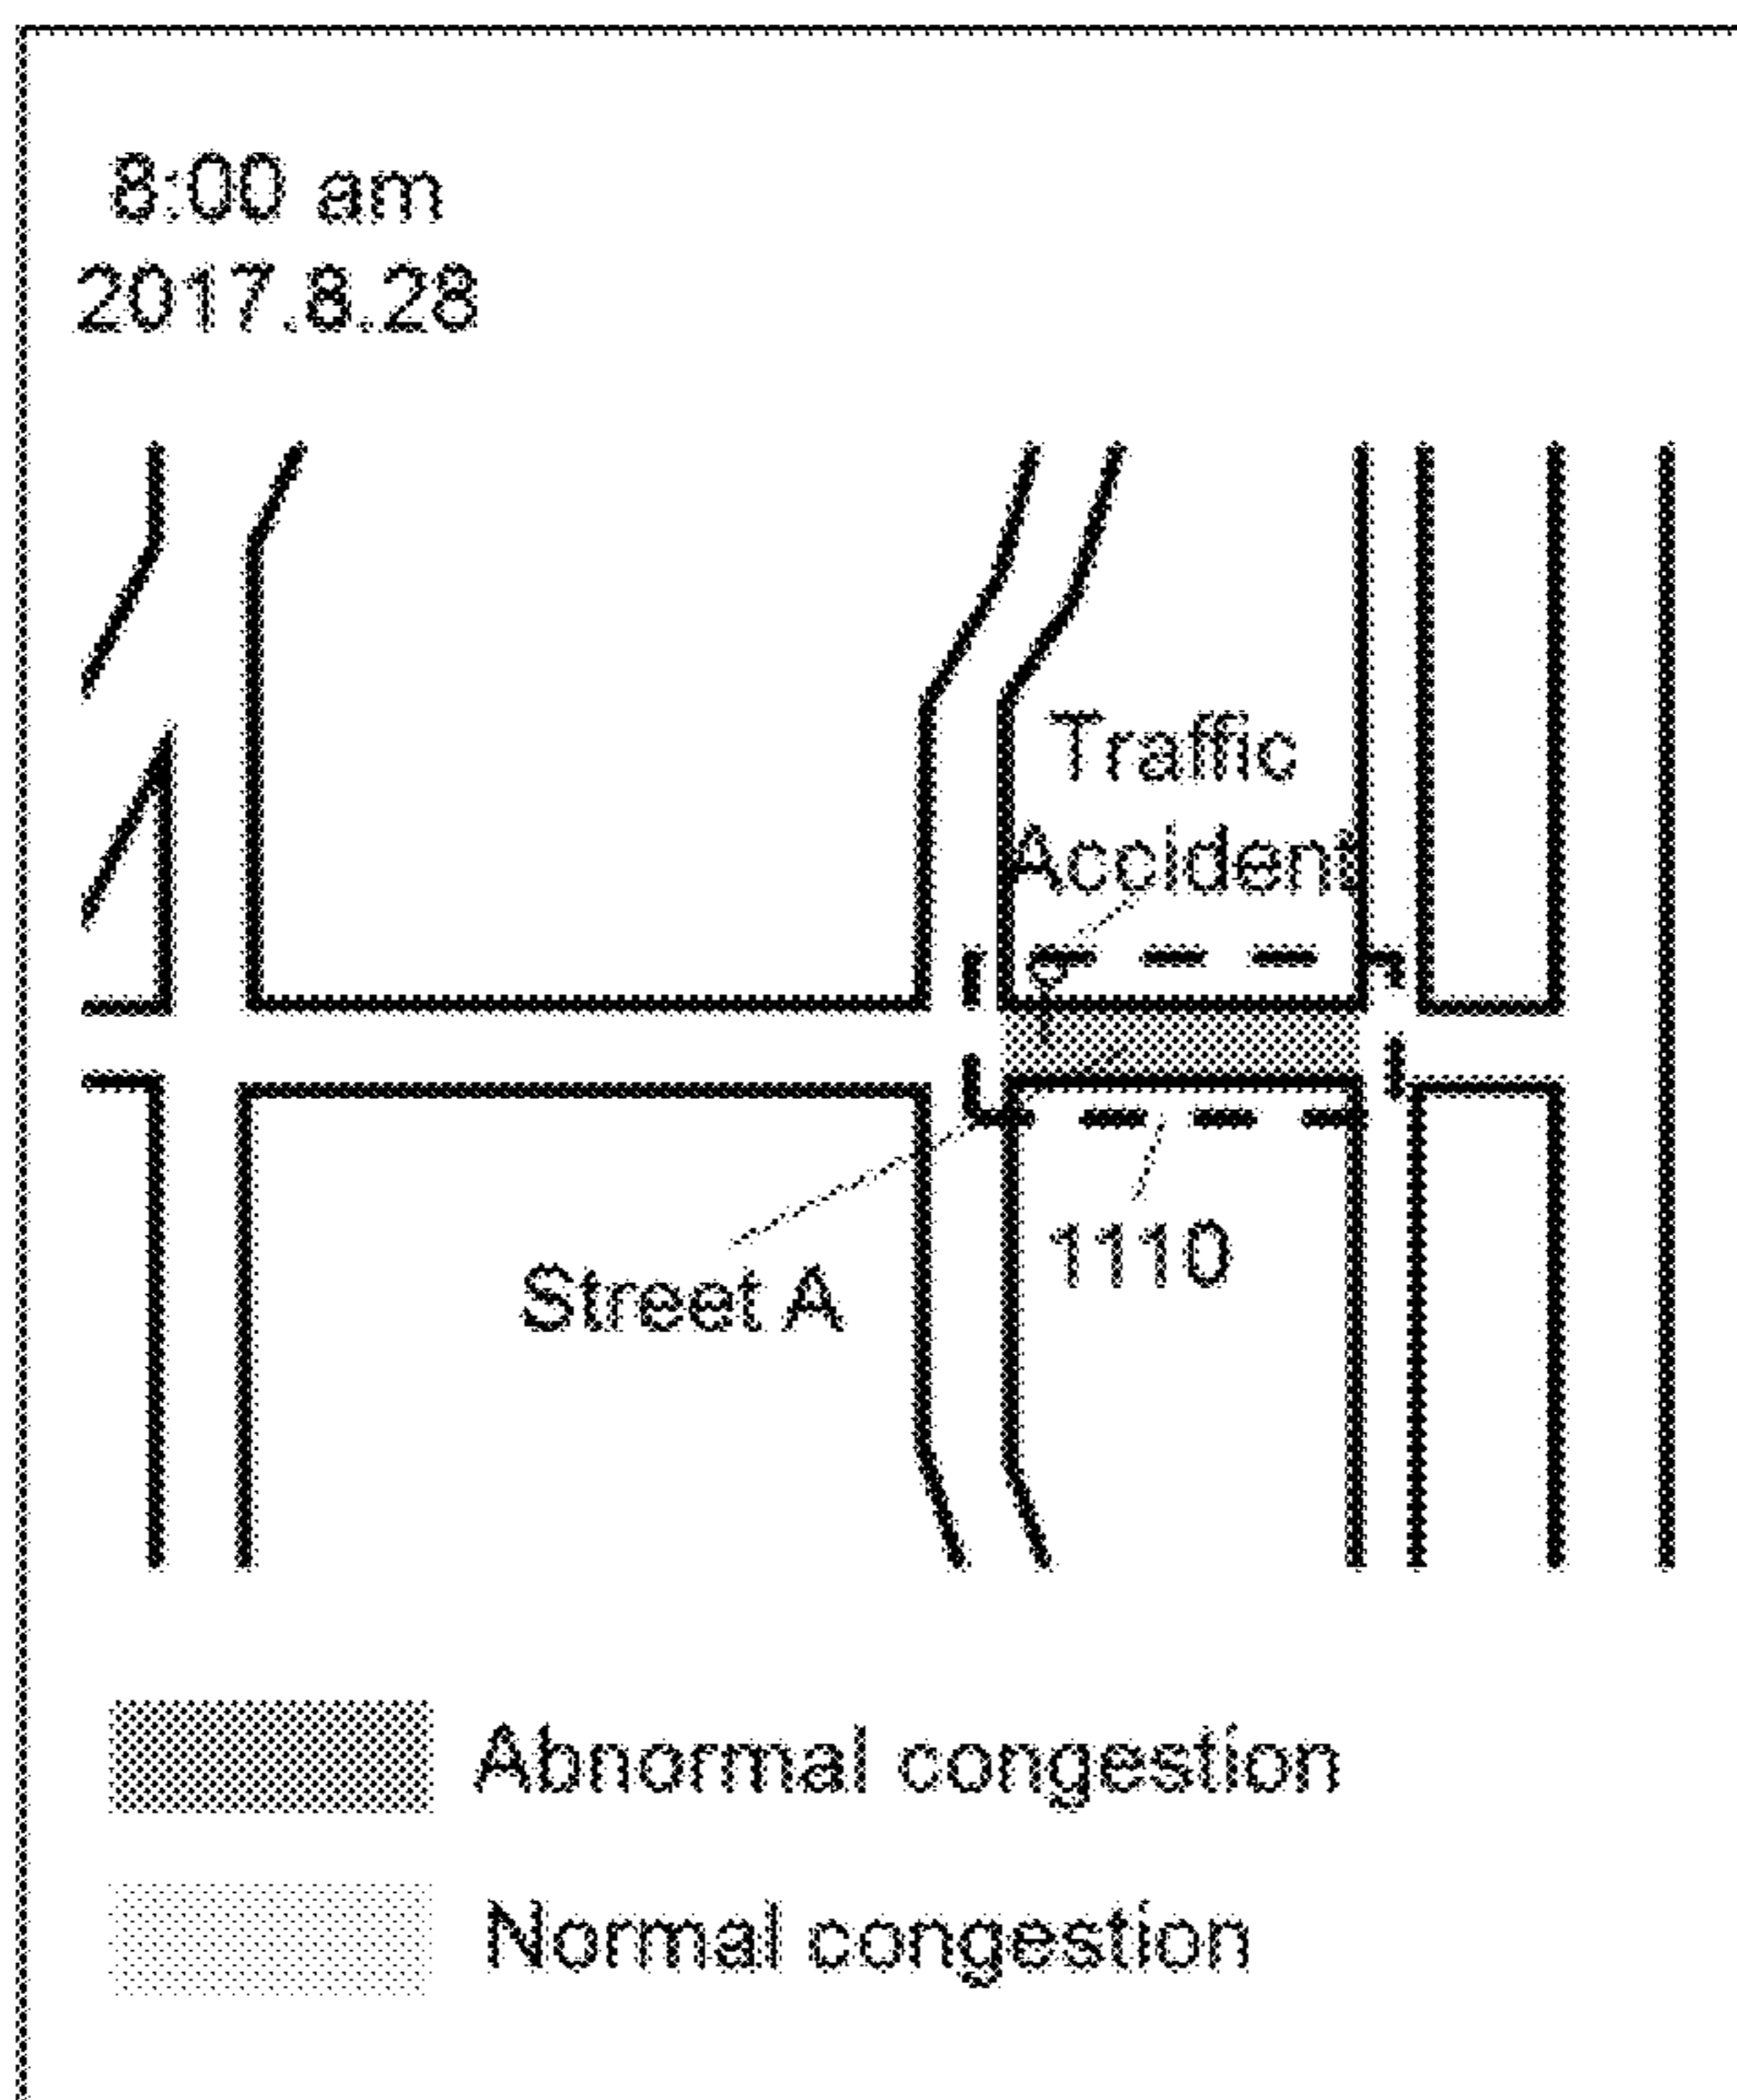 8:00 am
2017.8.28
Traffic
Accident
Street A
1110
Abnormal congestion
Normal congestion